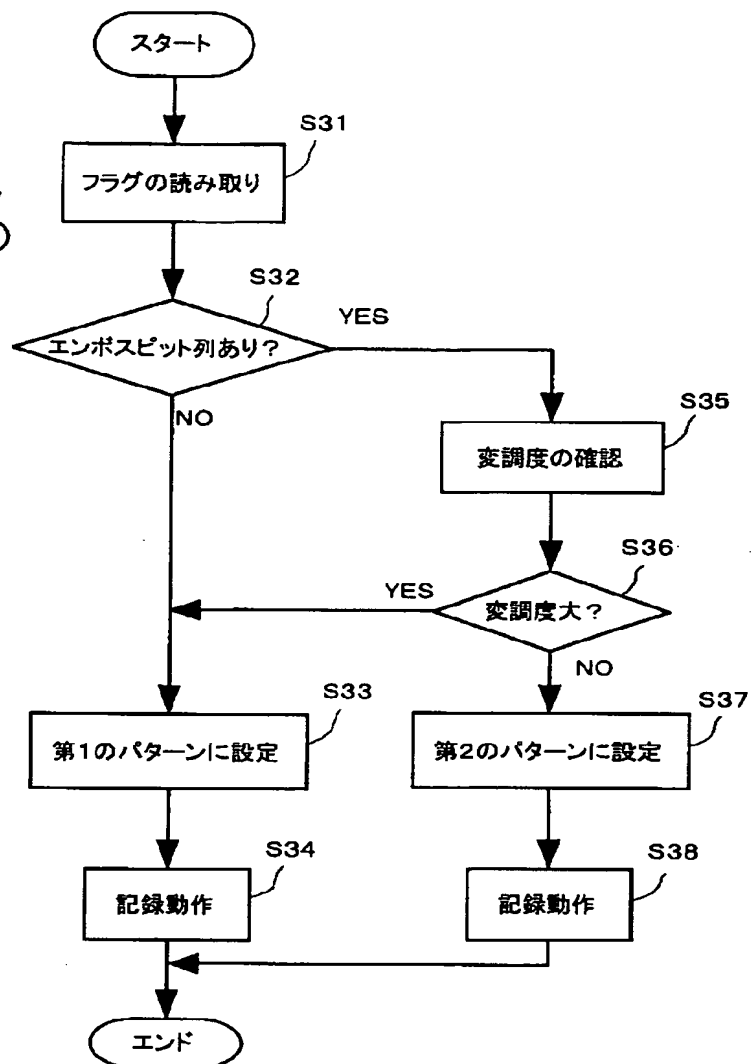 スタート
S31
フラグの読み取り
S32
エンボスピット列あり?
YES
NO
S35
変調度の確認
S36
YES
変調度大?
NO
S33
第1のパターンに設定
S37
第2のパターンに設定
S34
記録動作
S38
記録動作
エンド